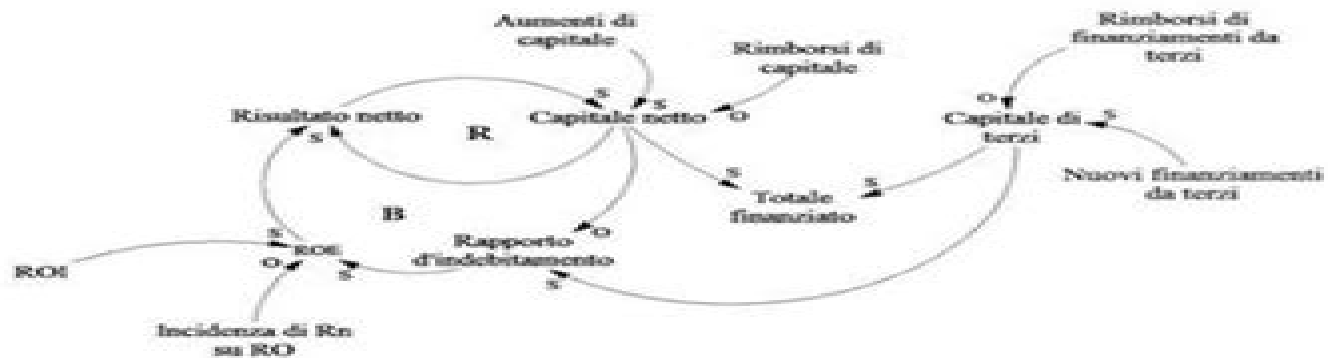 Aumenti di
capitale
Rimborsi di
capitale
Rimborsi di
finanziamenti da
terzi
S
S
O
O
S
Risultato netto
S
R
Capitale netto
Capitale di
terzi
Nuovi finanziamenti
da terzi
S
S
Totale
finanziato
B
O
Rapporto
d'indebitamento
S
S
S
O
ROE
ROI
Incidenza di Rn
su RO